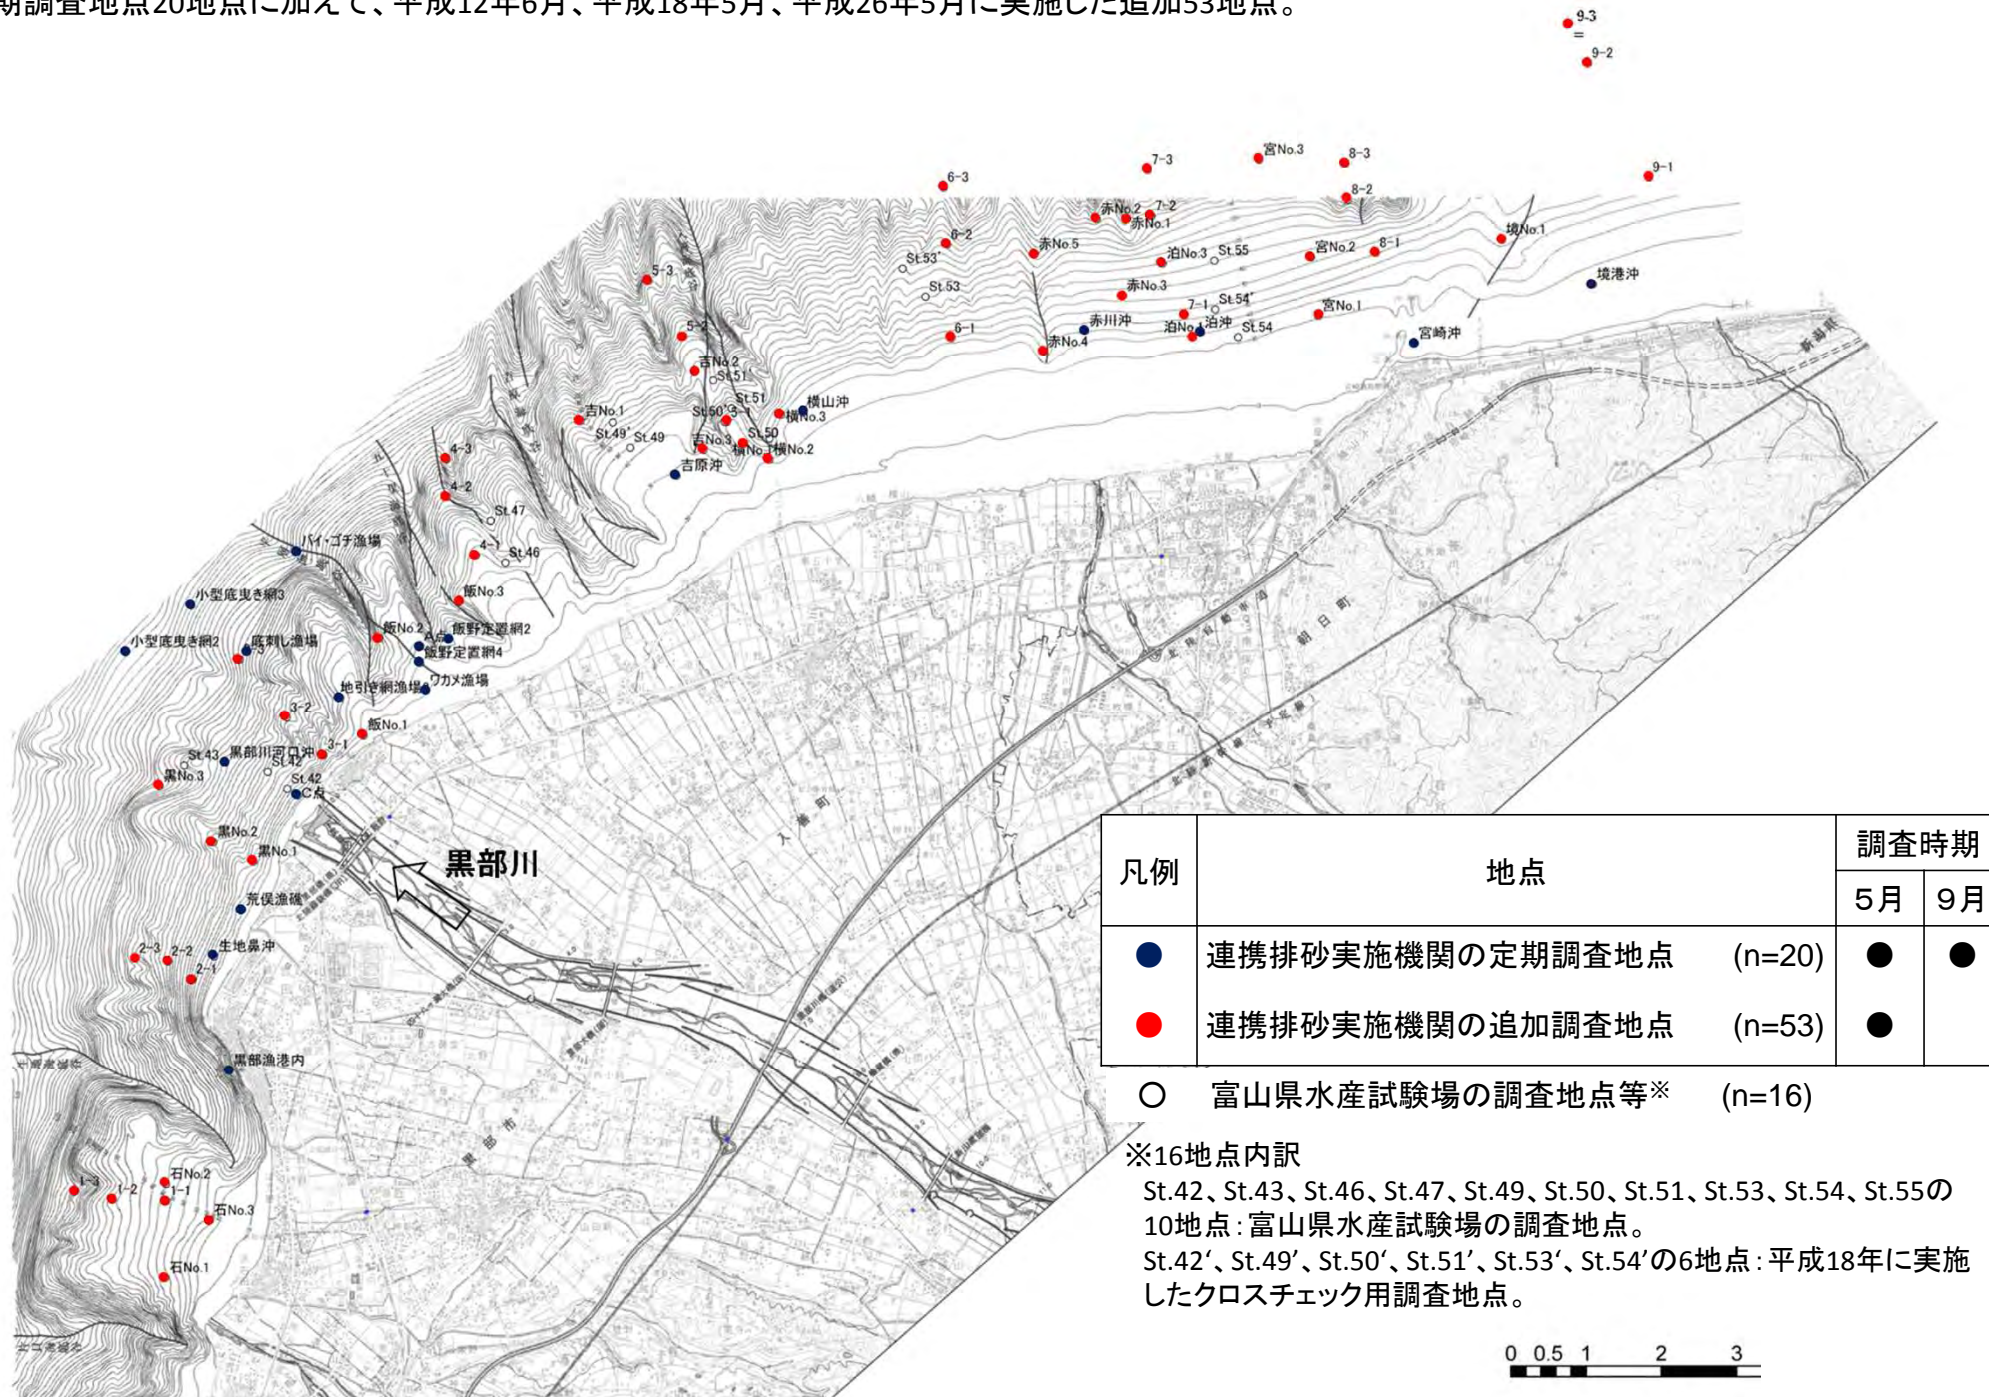 期調査地点20地点に加えて、平成12年6月、平成18年5月、平成26年5月に実施した追加53地点。
9-3
9-2
7-3
宮No.3
8-3
9-1
6-3
8-2
赤No.2
7-2
赤No.1
6-2
赤No.5
境No.1
泊No.3
St.55
宮No.2
8-1
St.53'
5-3
境港沖
St.53
赤No.3
7-1
St.54'
宮No.1
赤川沖
泊No.1
泊沖
St.54
宮崎沖
5-2
6-1
赤No.4
新潟県
吉No.2
St.51'
St.51
横山沖
吉No.1
St.50'
5-1
横No.3
St.49'
St.49
St.50
吉No.3
横No.1
横No.2
吉原沖
4-3
4-2
St.47
バイ・ゴチ漁場
4-1
St.46
小型底曳き網3
飯No.3
飯No.2
A点
飯野定置網2
小型底曳き網2
底刺し漁場
3-3
飯野定置網4
地引き網漁場
ワカメ漁場
朝日町
3-2
飯No.1
3-1
St.43
黒部川河口沖
St.42'
黒No.3
St.42
C点
入善町
黒No.2
黒No.1
黒部川
荒俣漁礁
2-3
2-2
生地鼻沖
2-1
黒部漁港内
黒部市
石No.2
1-3
1-2
1-1
石No.3
石No.1
凡例
地点
調査時期
5月
9月
連携排砂実施機関の定期調査地点 (n=20)
連携排砂実施機関の追加調査地点 (n=53)
富山県水産試験場の調査地点等※ (n=16)
※16地点内訳
St.42、St.43、St.46、St.47、St.49、St.50、St.51、St.53、St.54、St.55の
10地点：富山県水産試験場の調査地点。
St.42‘、St.49’、St.50‘、St.51’、St.53‘、St.54’の6地点：平成18年に実施
したクロスチェック用調査地点。
0 0.5 1 2 3